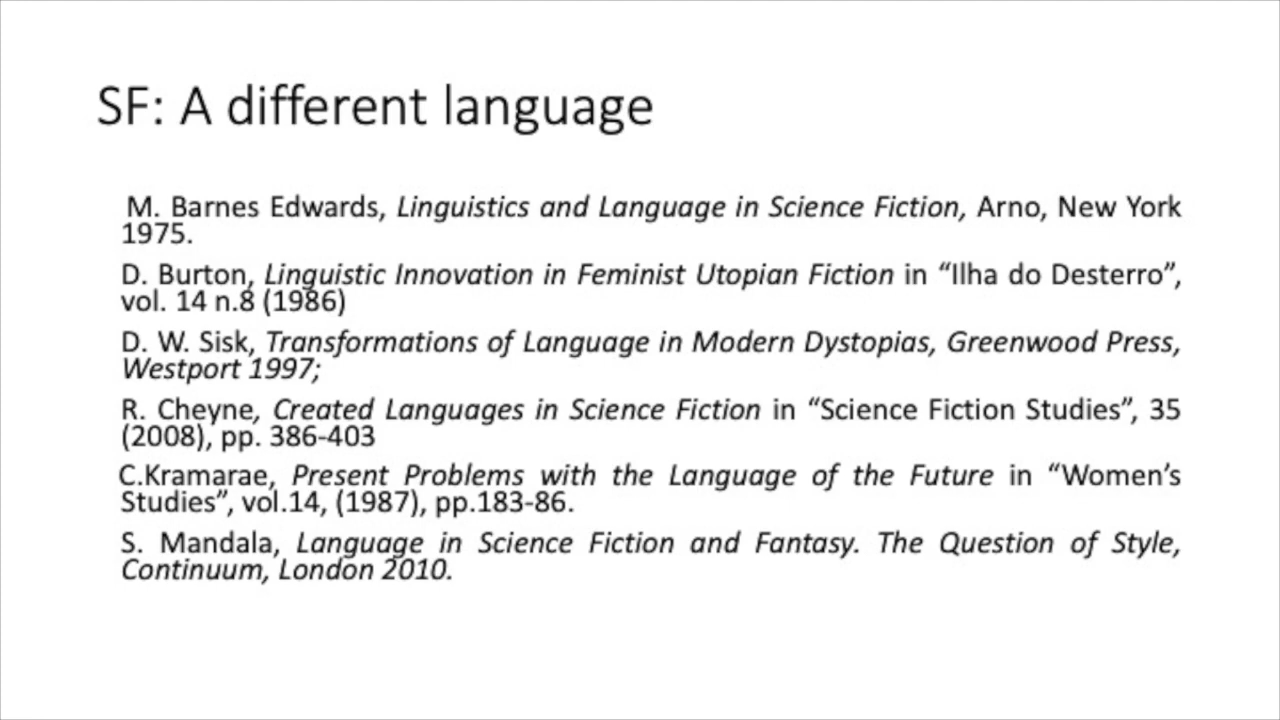 SF: A different language
M. Barnes Edwards, Linguistics and Language in Science Fiction, Arno, New York
1975.
D. Burton, Linguistic Innovation in Feminist Utopian Fiction in “Ilha do Desterro”,
vol. 14 n.8 (1986)
D. W. Sisk, Transformations of Language in Modern Dystopias, Greenwood Press,
Westport 1997;
R. Cheyne, Created Languages in Science Fiction in “Science Fiction Studies”, 35
(2008), pp. 386-403
C.Kramarae, Present Problems with the Language of the Future in “Women’s
Studies”, vol.14, (1987), pp.183-86.
S. Mandala, Language in Science Fiction and Fantasy. The Question of Style,
Continuum, London 2010.